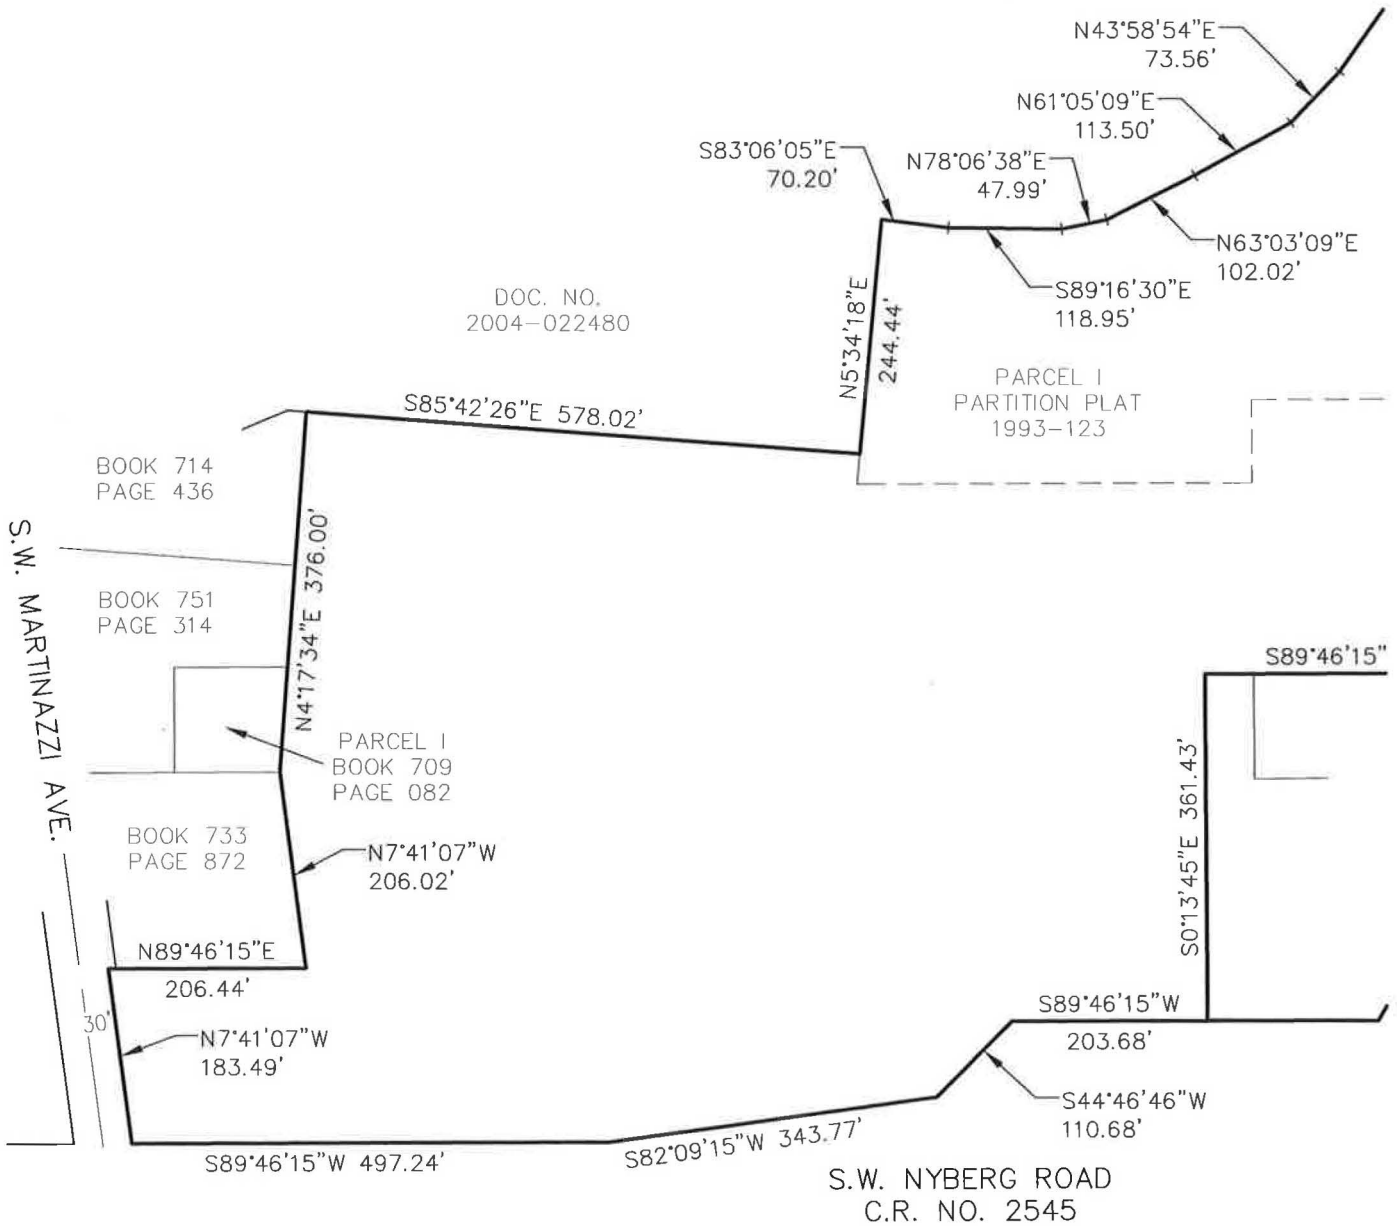 N43°58'54"E
73.56'
N61°05'09"E
113.50'
S83°06'05"E
70.20'
N78°06'38"E
47.99'
N63°03'09"E
102.02'
S89°16'30"E
118.95'
DOC. NO.
2004-022480
N5°34'18"E
244.44'
PARCEL I
PARTITION PLAT
1993-123
S85°42'26"E 578.02'
BOOK 714
PAGE 436
S.W. MARTINAZZI AVE.
N4°17'34"E 376.00'
BOOK 751
PAGE 314
S89°46'15"
PARCEL I
BOOK 709
PAGE 082
S0°13'45"E 361.43'
BOOK 733
PAGE 872
N7°41'07"W
206.02'
N89°46'15"E
206.44'
30'
N7°41'07"W
183.49'
S89°46'15"W
203.68'
S44°46'46"W
110.68'
S89°46'15"W 497.24'
S82°09'15"W 343.77'
S.W. NYBERG ROAD
C.R. NO. 2545